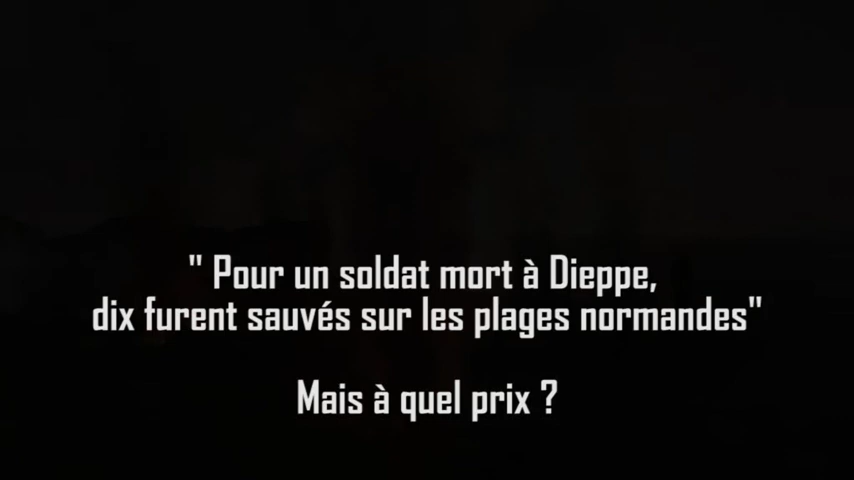 " Pour un soldat mort à Dieppe,
dix furent sauvés sur les plages normandes"
Mais à quel prix ?